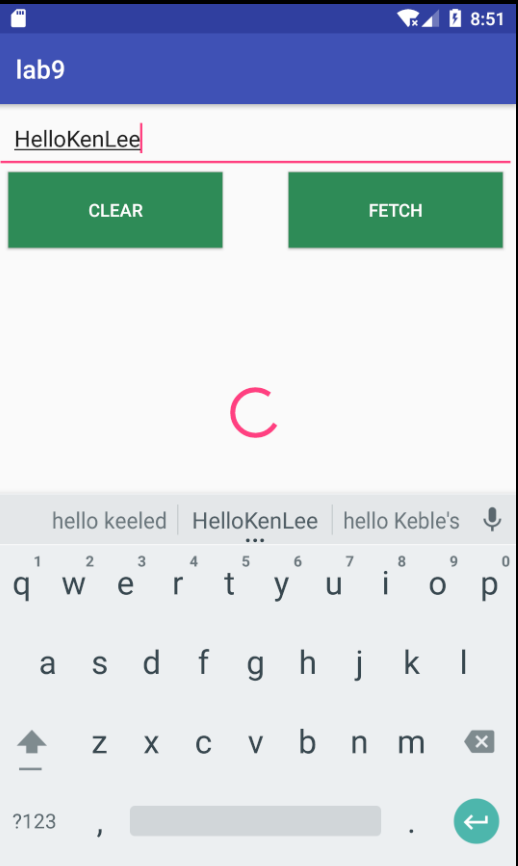 8:51
lab9
HelloKenLee
CLEAR FETCH
hello keeled HelloKenLee hello Keble's
...
1 2 3 4 5 6 7 8 9 0
q w e r t y u i o p
a s d f g h j k l
z x c v b n m
?123 , .